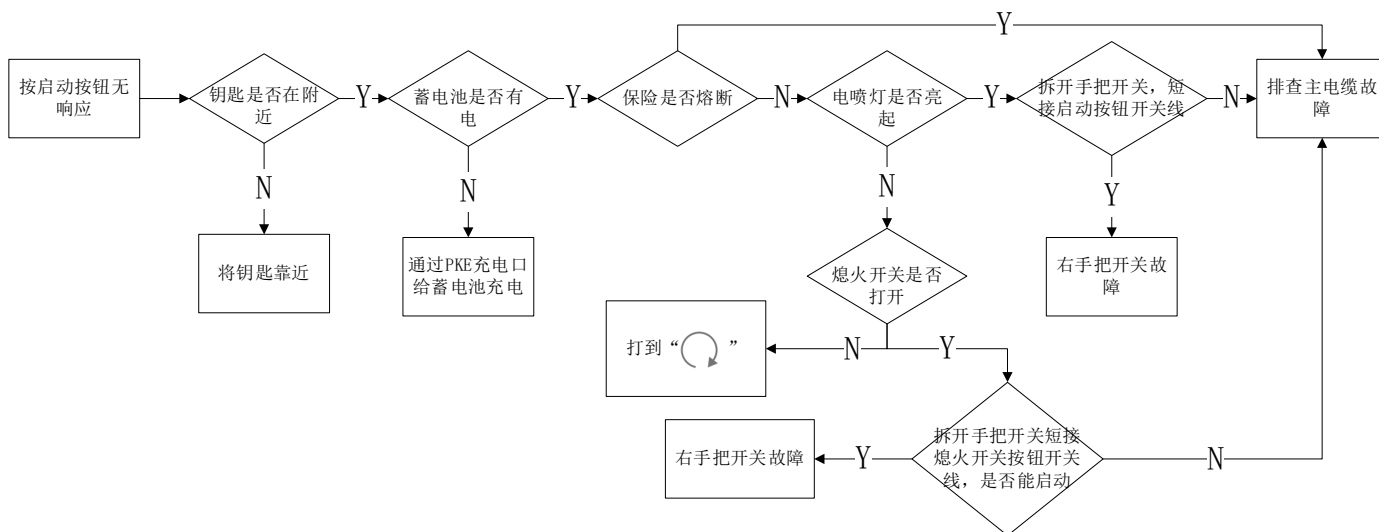 Y
按启动按钮无
响应
钥匙是否在附
近
Y
蓄电池是否有
电
Y
保险是否熔断
N
电喷灯是否亮
起
Y
拆开手把开关，短
接启动按钮开关线
N
排查主电缆故
障
N
N
N
Y
将钥匙靠近
通过PKE充电口
给蓄电池充电
熄火开关是否
打开
右手把开关故
障
打到“ ”
N
Y
右手把开关故障
Y
拆开手把开关短接
熄火开关按钮开关
线，是否能启动
N